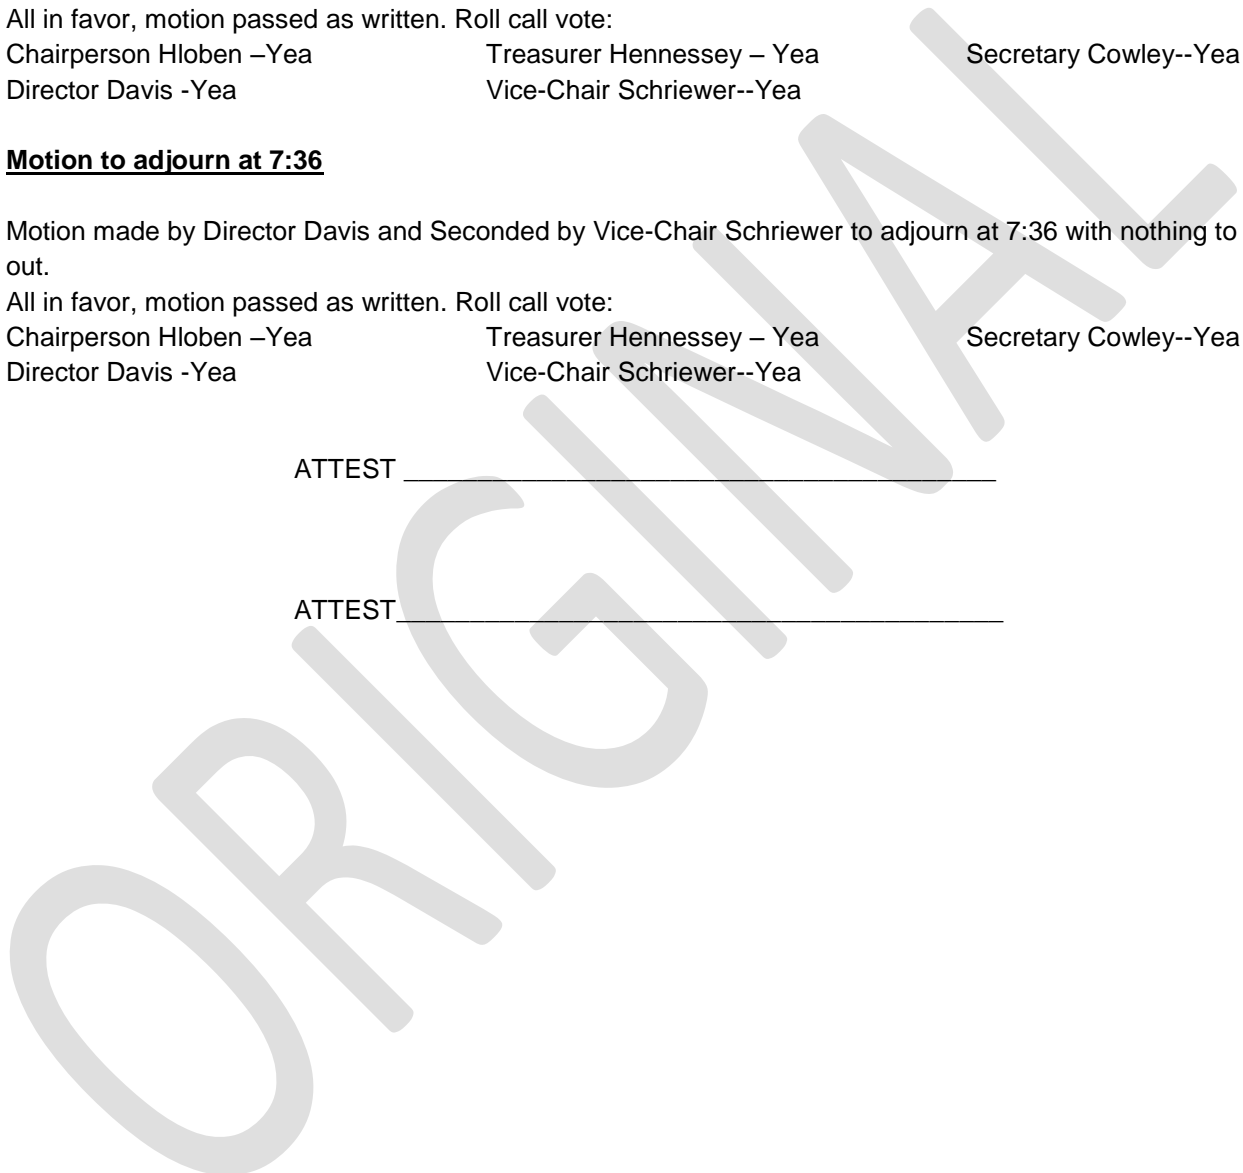 All in favor, motion passed as written. Roll call vote:
Chairperson Hloben –Yea Treasurer Hennessey – Yea Secretary Cowley--Yea
Director Davis -Yea Vice-Chair Schriewer--Yea
Motion to adjourn at 7:36
Motion made by Director Davis and Seconded by Vice-Chair Schriewer to adjourn at 7:36 with nothing to
out.
All in favor, motion passed as written. Roll call vote:
Chairperson Hloben –Yea Treasurer Hennessey – Yea Secretary Cowley--Yea
Director Davis -Yea Vice-Chair Schriewer--Yea
ATTEST ________________________________________
ATTEST_________________________________________
ORIGINAL